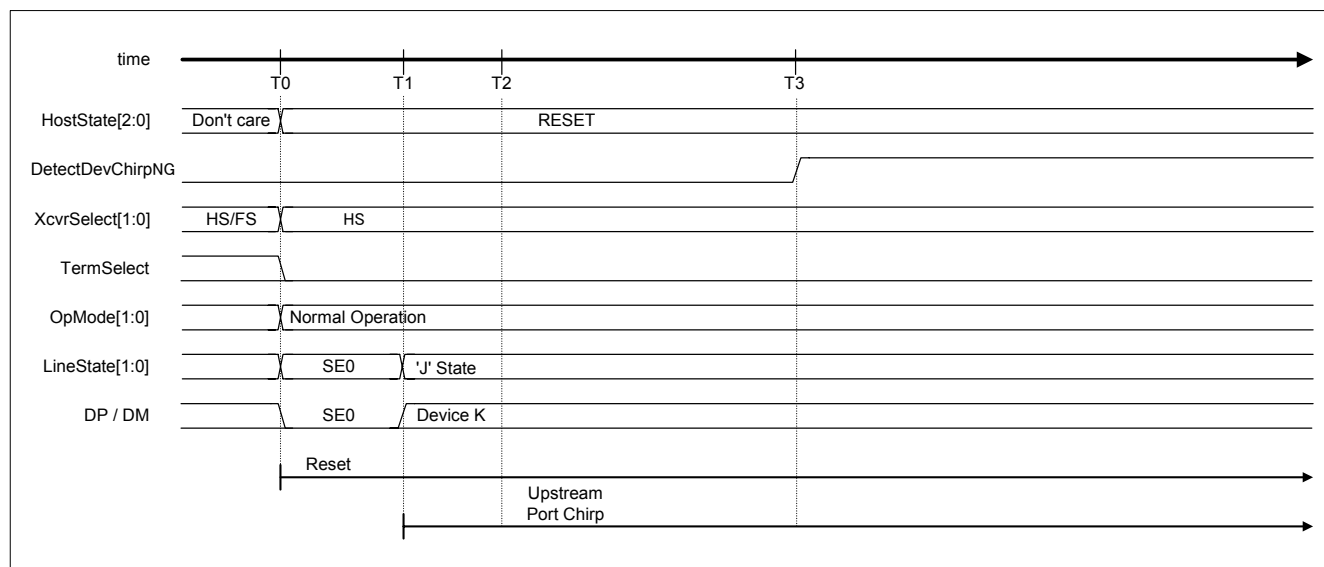 time
T0 T1 T2 T3
HostState[2:0] Don't care RESET
DetectDevChirpNG
XcvrSelect[1:0] HS/FS HS
TermSelect
OpMode[1:0] Normal Operation
LineState[1:0] SE0 'J' State
DP / DM SE0 Device K
Reset
Upstream
Port Chirp